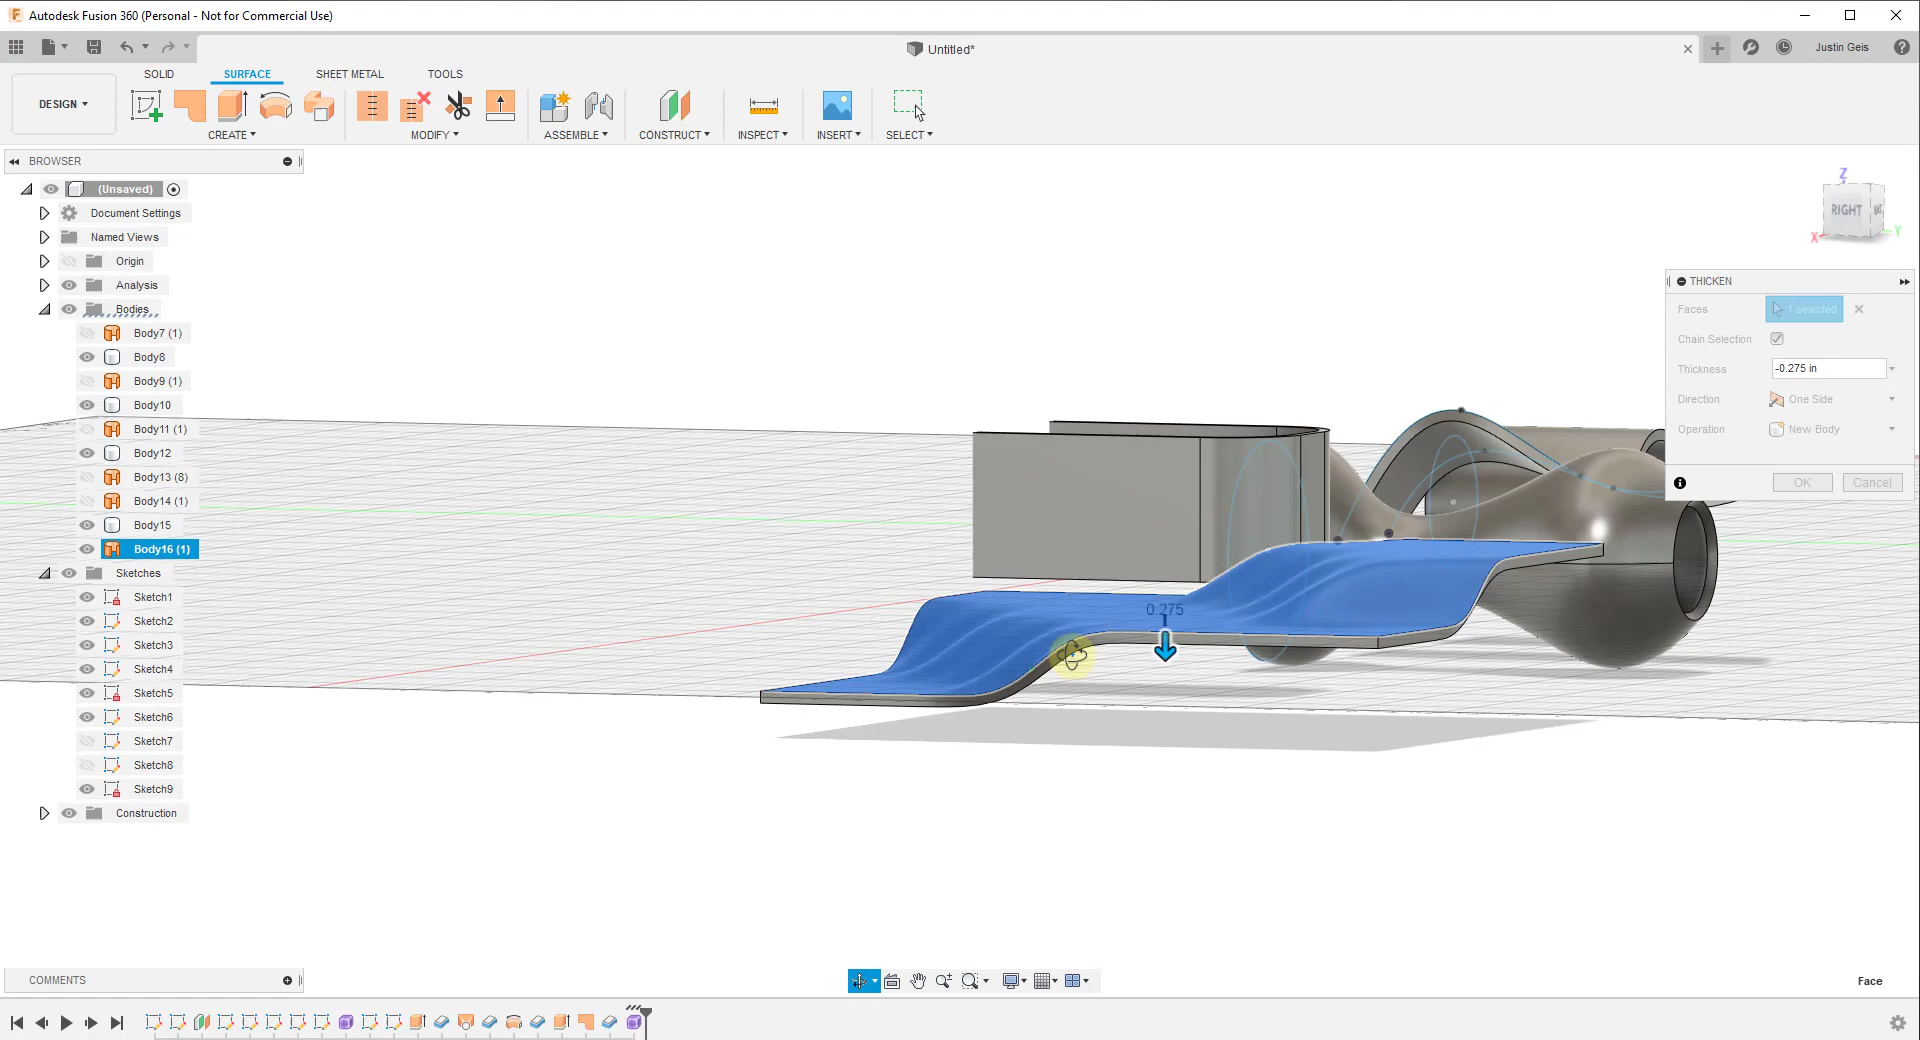 Autodesk Fusion 360 (Personal - Not for Commercial Use)
Untitled*
Justin Geis
DESIGN
SOLID
SURFACE
SHEET METAL
TOOLS
CREATE
MODIFY
ASSEMBLE
CONSTRUCT
INSPECT
INSERT
SELECT
BROWSER
(Unsaved)
Document Settings
Named Views
Origin
Analysis
Bodies
Body7 (1)
Body8
Body9 (1)
Body10
Body11 (1)
Body12
Body13 (8)
Body14 (1)
Body15
Body16 (1)
Sketches
Sketch1
Sketch2
Sketch3
Sketch4
Sketch5
Sketch6
Sketch7
Sketch8
Sketch9
Construction
Z
RIGHT
X
Y
THICKEN
Faces
1 selected
Chain Selection
Thickness
-0.275 in
Direction
One Side
Operation
New Body
OK
Cancel
0.275
COMMENTS
Face